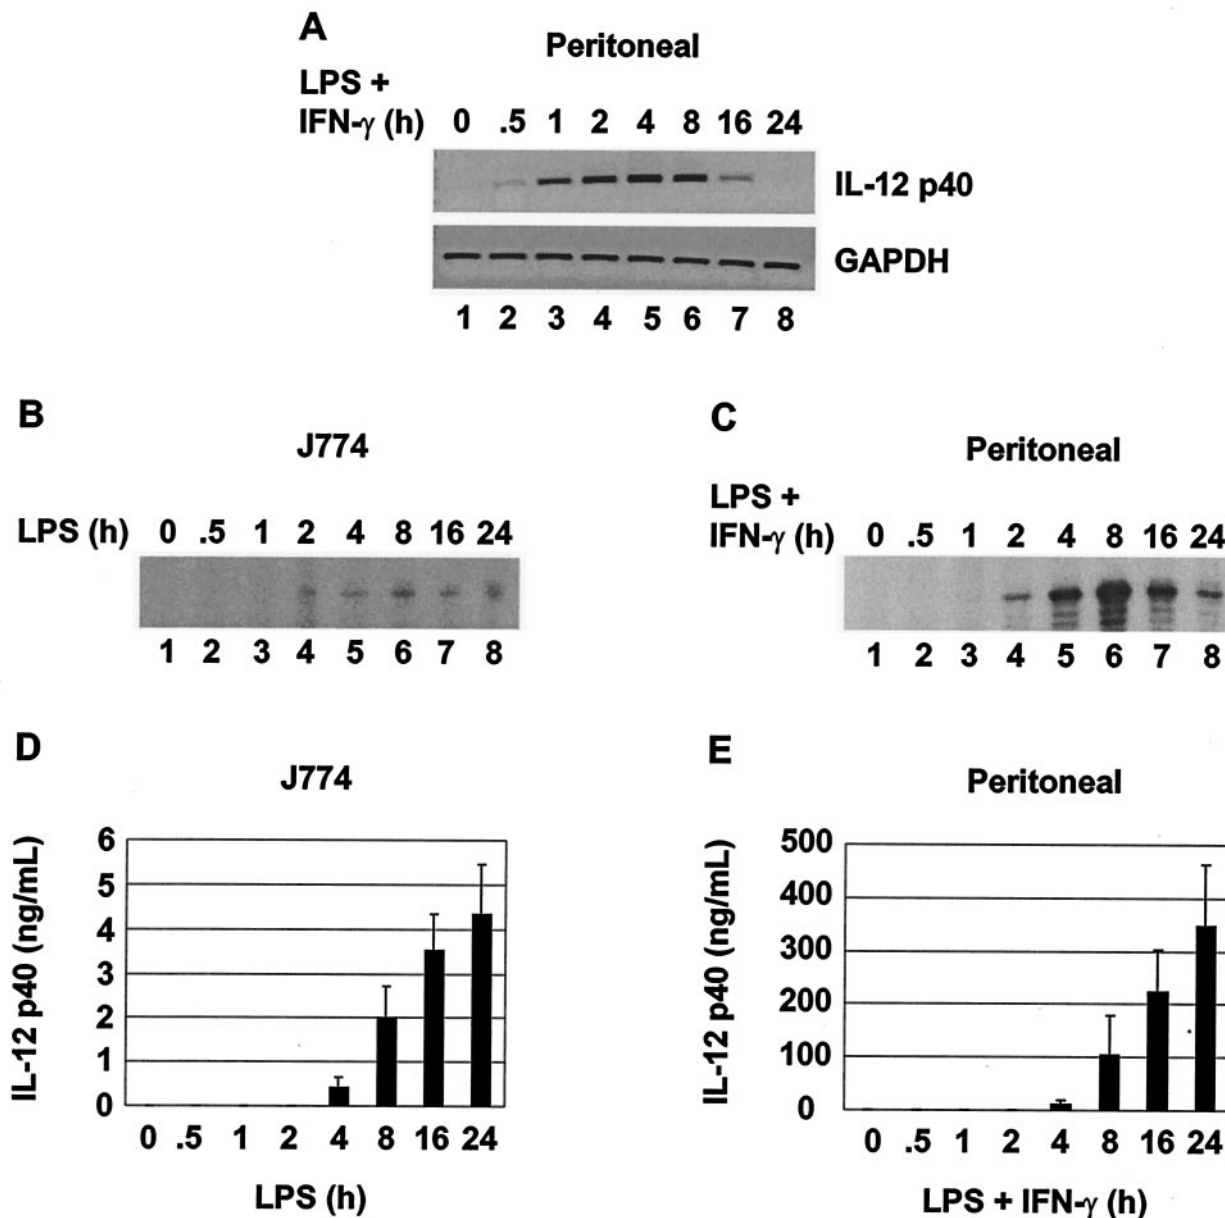 A
Peritoneal
LPS +
IFN-γ (h) 0 .5 1 2 4 8 16 24
IL-12 p40
GAPDH
1 2 3 4 5 6 7 8
B
J774
LPS (h) 0 .5 1 2 4 8 16 24
1 2 3 4 5 6 7 8
C
Peritoneal
LPS +
IFN-γ (h) 0 .5 1 2 4 8 16 24
1 2 3 4 5 6 7 8
D
J774
IL-12 p40 (ng/mL)
6
5
4
3
2
1
0
0 .5 1 2 4 8 16 24
LPS (h)
E
Peritoneal
IL-12 p40 (ng/mL)
500
400
300
200
100
0
0 .5 1 2 4 8 16 24
LPS + IFN-γ (h)